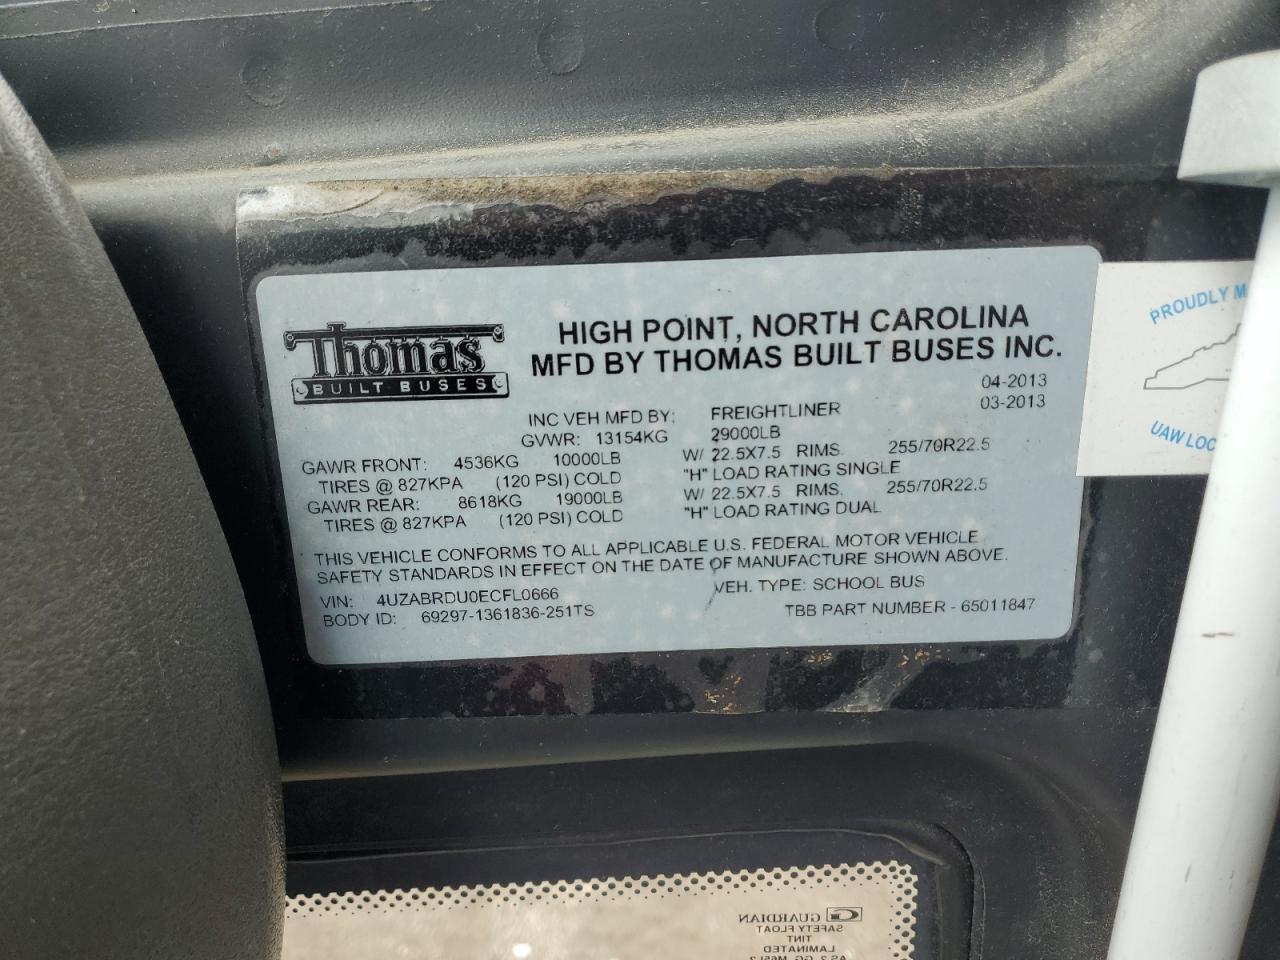 Thomas
BUILT BUSES
HIGH POINT, NORTH CAROLINA
MFD BY THOMAS BUILT BUSES INC.
04-2013
INC VEH MFD BY: FREIGHTLINER 03-2013
GVWR: 13154KG 29000LB
GAWR FRONT: 4536KG 10000LB W/ 22.5X7.5 RIMS. 255/70R22.5
TIRES @ 827KPA (120 PSI) COLD "H" LOAD RATING SINGLE
GAWR REAR: 8618KG 19000LB W/ 22.5X7.5 RIMS. 255/70R22.5
TIRES @ 827KPA (120 PSI) COLD "H" LOAD RATING DUAL
THIS VEHICLE CONFORMS TO ALL APPLICABLE U.S. FEDERAL MOTOR VEHICLE
SAFETY STANDARDS IN EFFECT ON THE DATE OF MANUFACTURE SHOWN ABOVE.
VIN: 4UZABRDU0ECFL0666 VEH. TYPE: SCHOOL BUS
BODY ID: 69297-1361836-251TS TBB PART NUMBER - 65011847
PROUDLY M
UAW LOC
G GUARDIAN
SAFETY FLOAT
TINT
LAMINATED